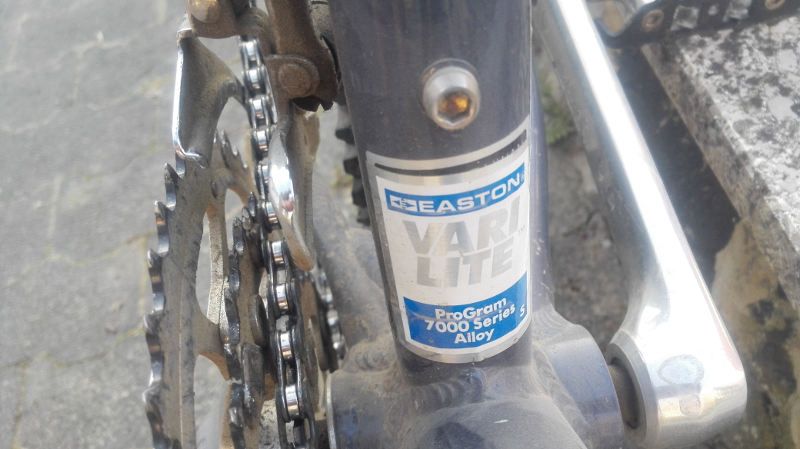 EASTON
VARI
LITE
ProGram
7000 Series
Alloy